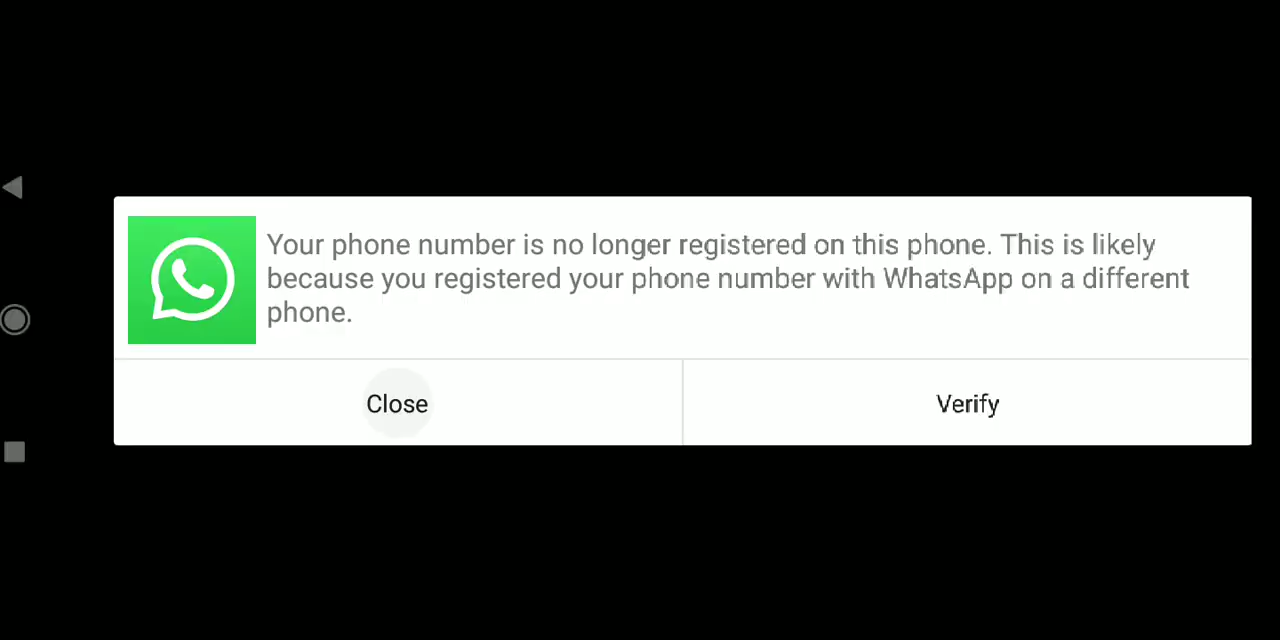 Your phone number is no longer registered on this phone. This is likely
because you registered your phone number with WhatsApp on a different
phone.
Close
Verify